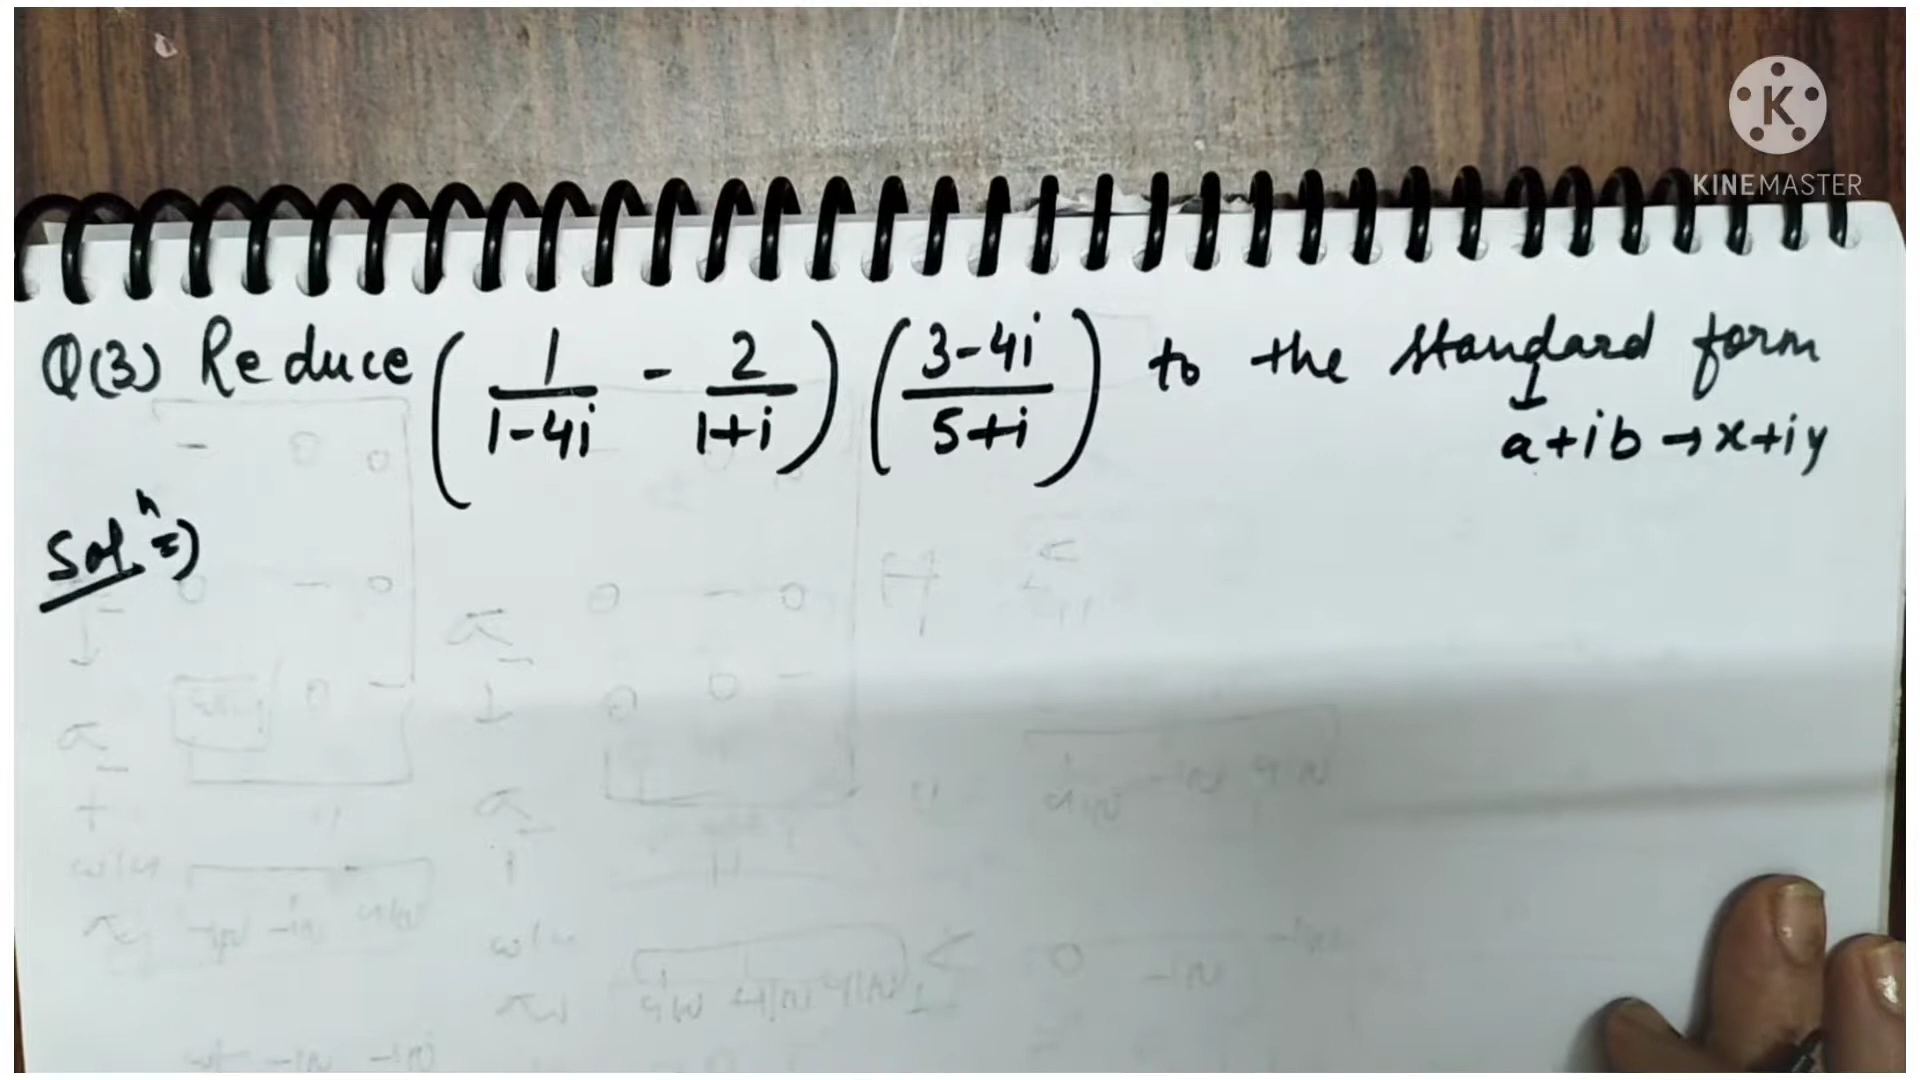 KINEMASTER
Q(3) Reduce (1/(1-4i) - 2/(1+i)) ((3-4i)/(5+i)) to the standard form
a+ib → x+iy
Solⁿ ⇒